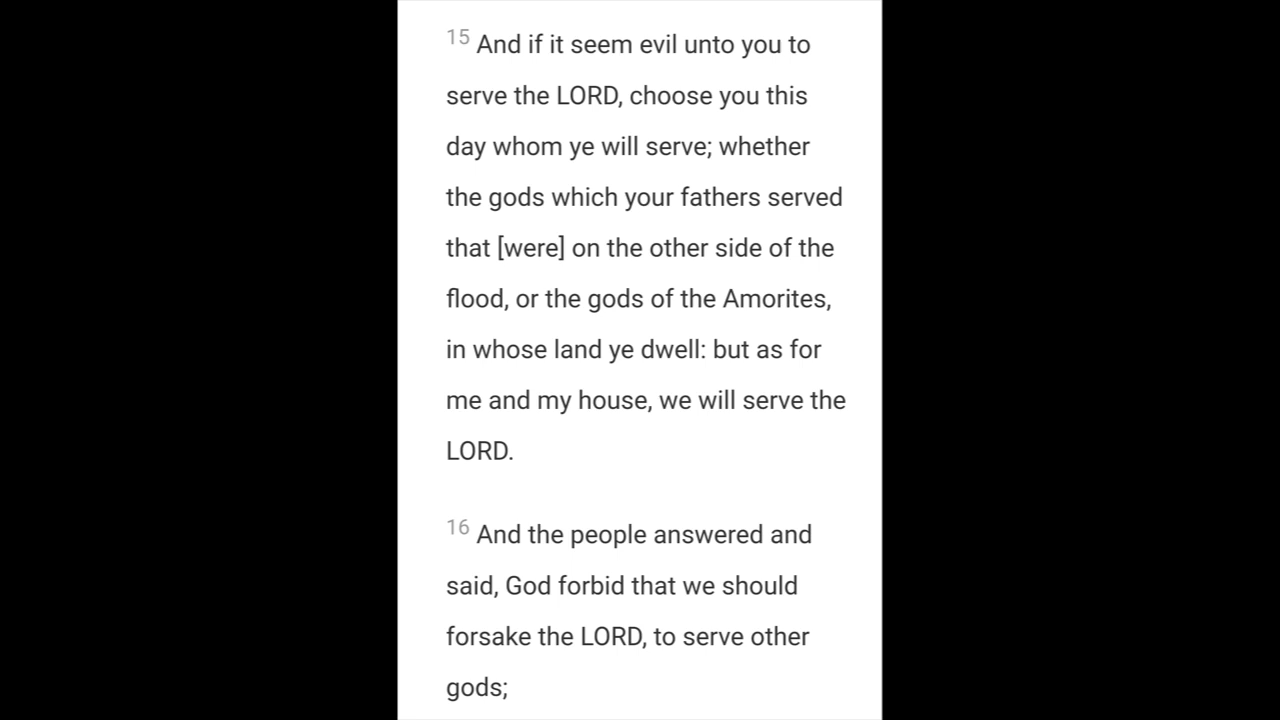 15 And if it seem evil unto you to
serve the LORD, choose you this
day whom ye will serve; whether
the gods which your fathers served
that [were] on the other side of the
flood, or the gods of the Amorites,
in whose land ye dwell: but as for
me and my house, we will serve the
LORD.
16 And the people answered and
said, God forbid that we should
forsake the LORD, to serve other
gods;